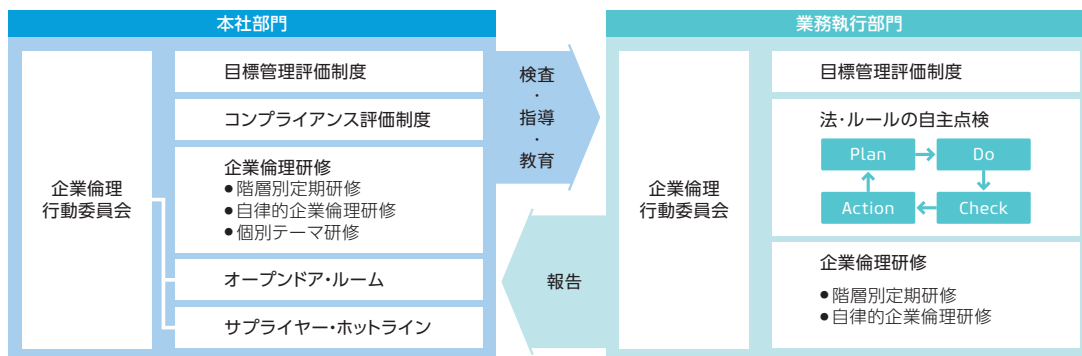 本社部門
企業倫理
行動委員会
目標管理評価制度
コンプライアンス評価制度
企業倫理研修
●階層別定期研修
●自律的企業倫理研修
●個別テーマ研修
オープンドア・ルーム
サプライヤー・ホットライン
検査
・
指導
・
教育
報告
業務執行部門
企業倫理
行動委員会
目標管理評価制度
法・ルールの自主点検
Plan
Do
Action
Check
企業倫理研修
●階層別定期研修
●自律的企業倫理研修